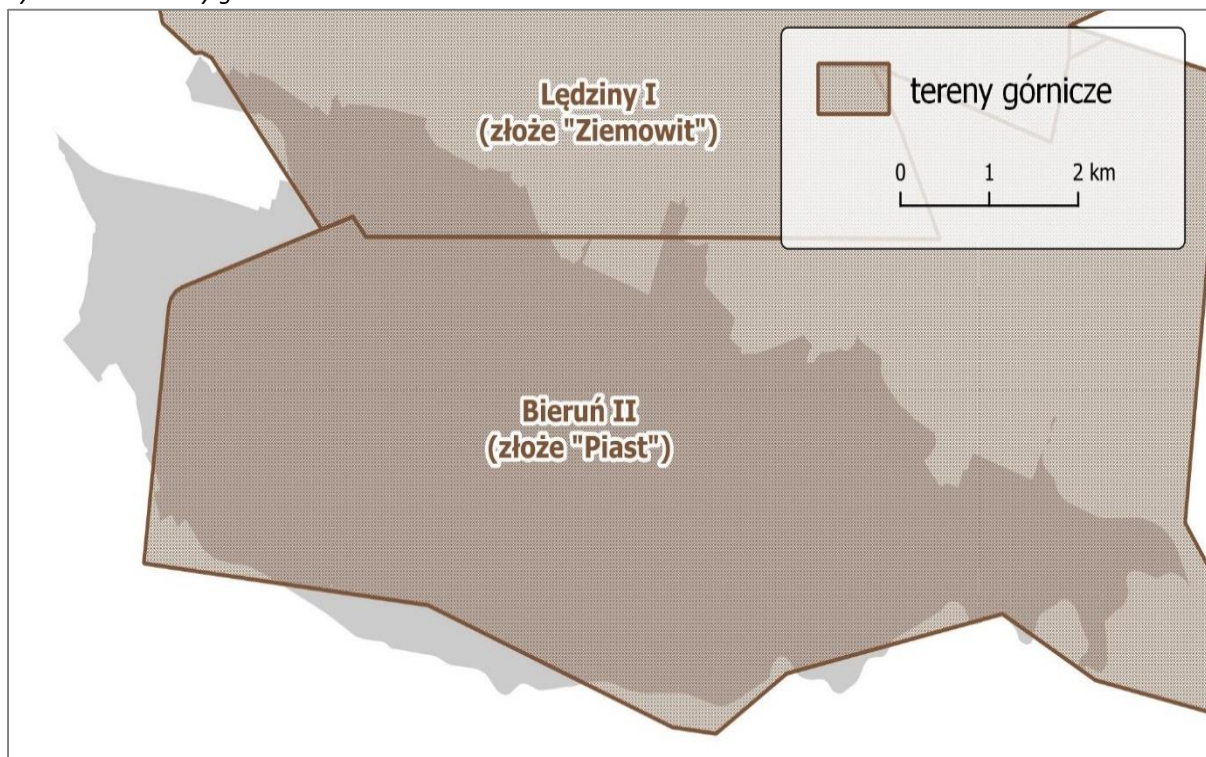 Lędziny I
(złoże "Ziemowit")
tereny górnicze
0 1 2 km
Bieruń II
(złoże "Piast")